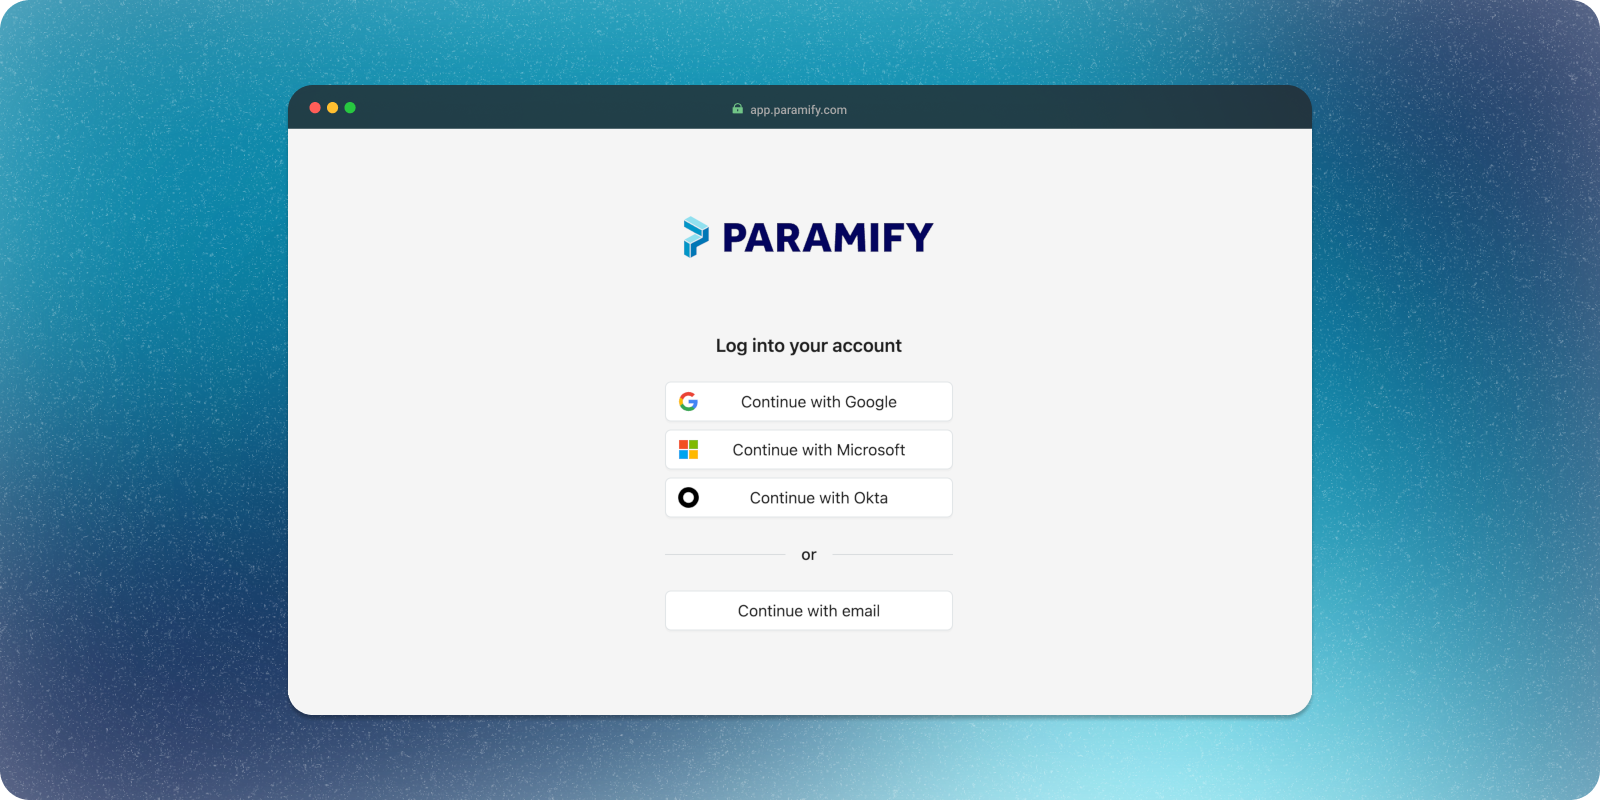 app.paramify.com
PARAMIFY
Log into your account
Continue with Google
Continue with Microsoft
Continue with Okta
or
Continue with email